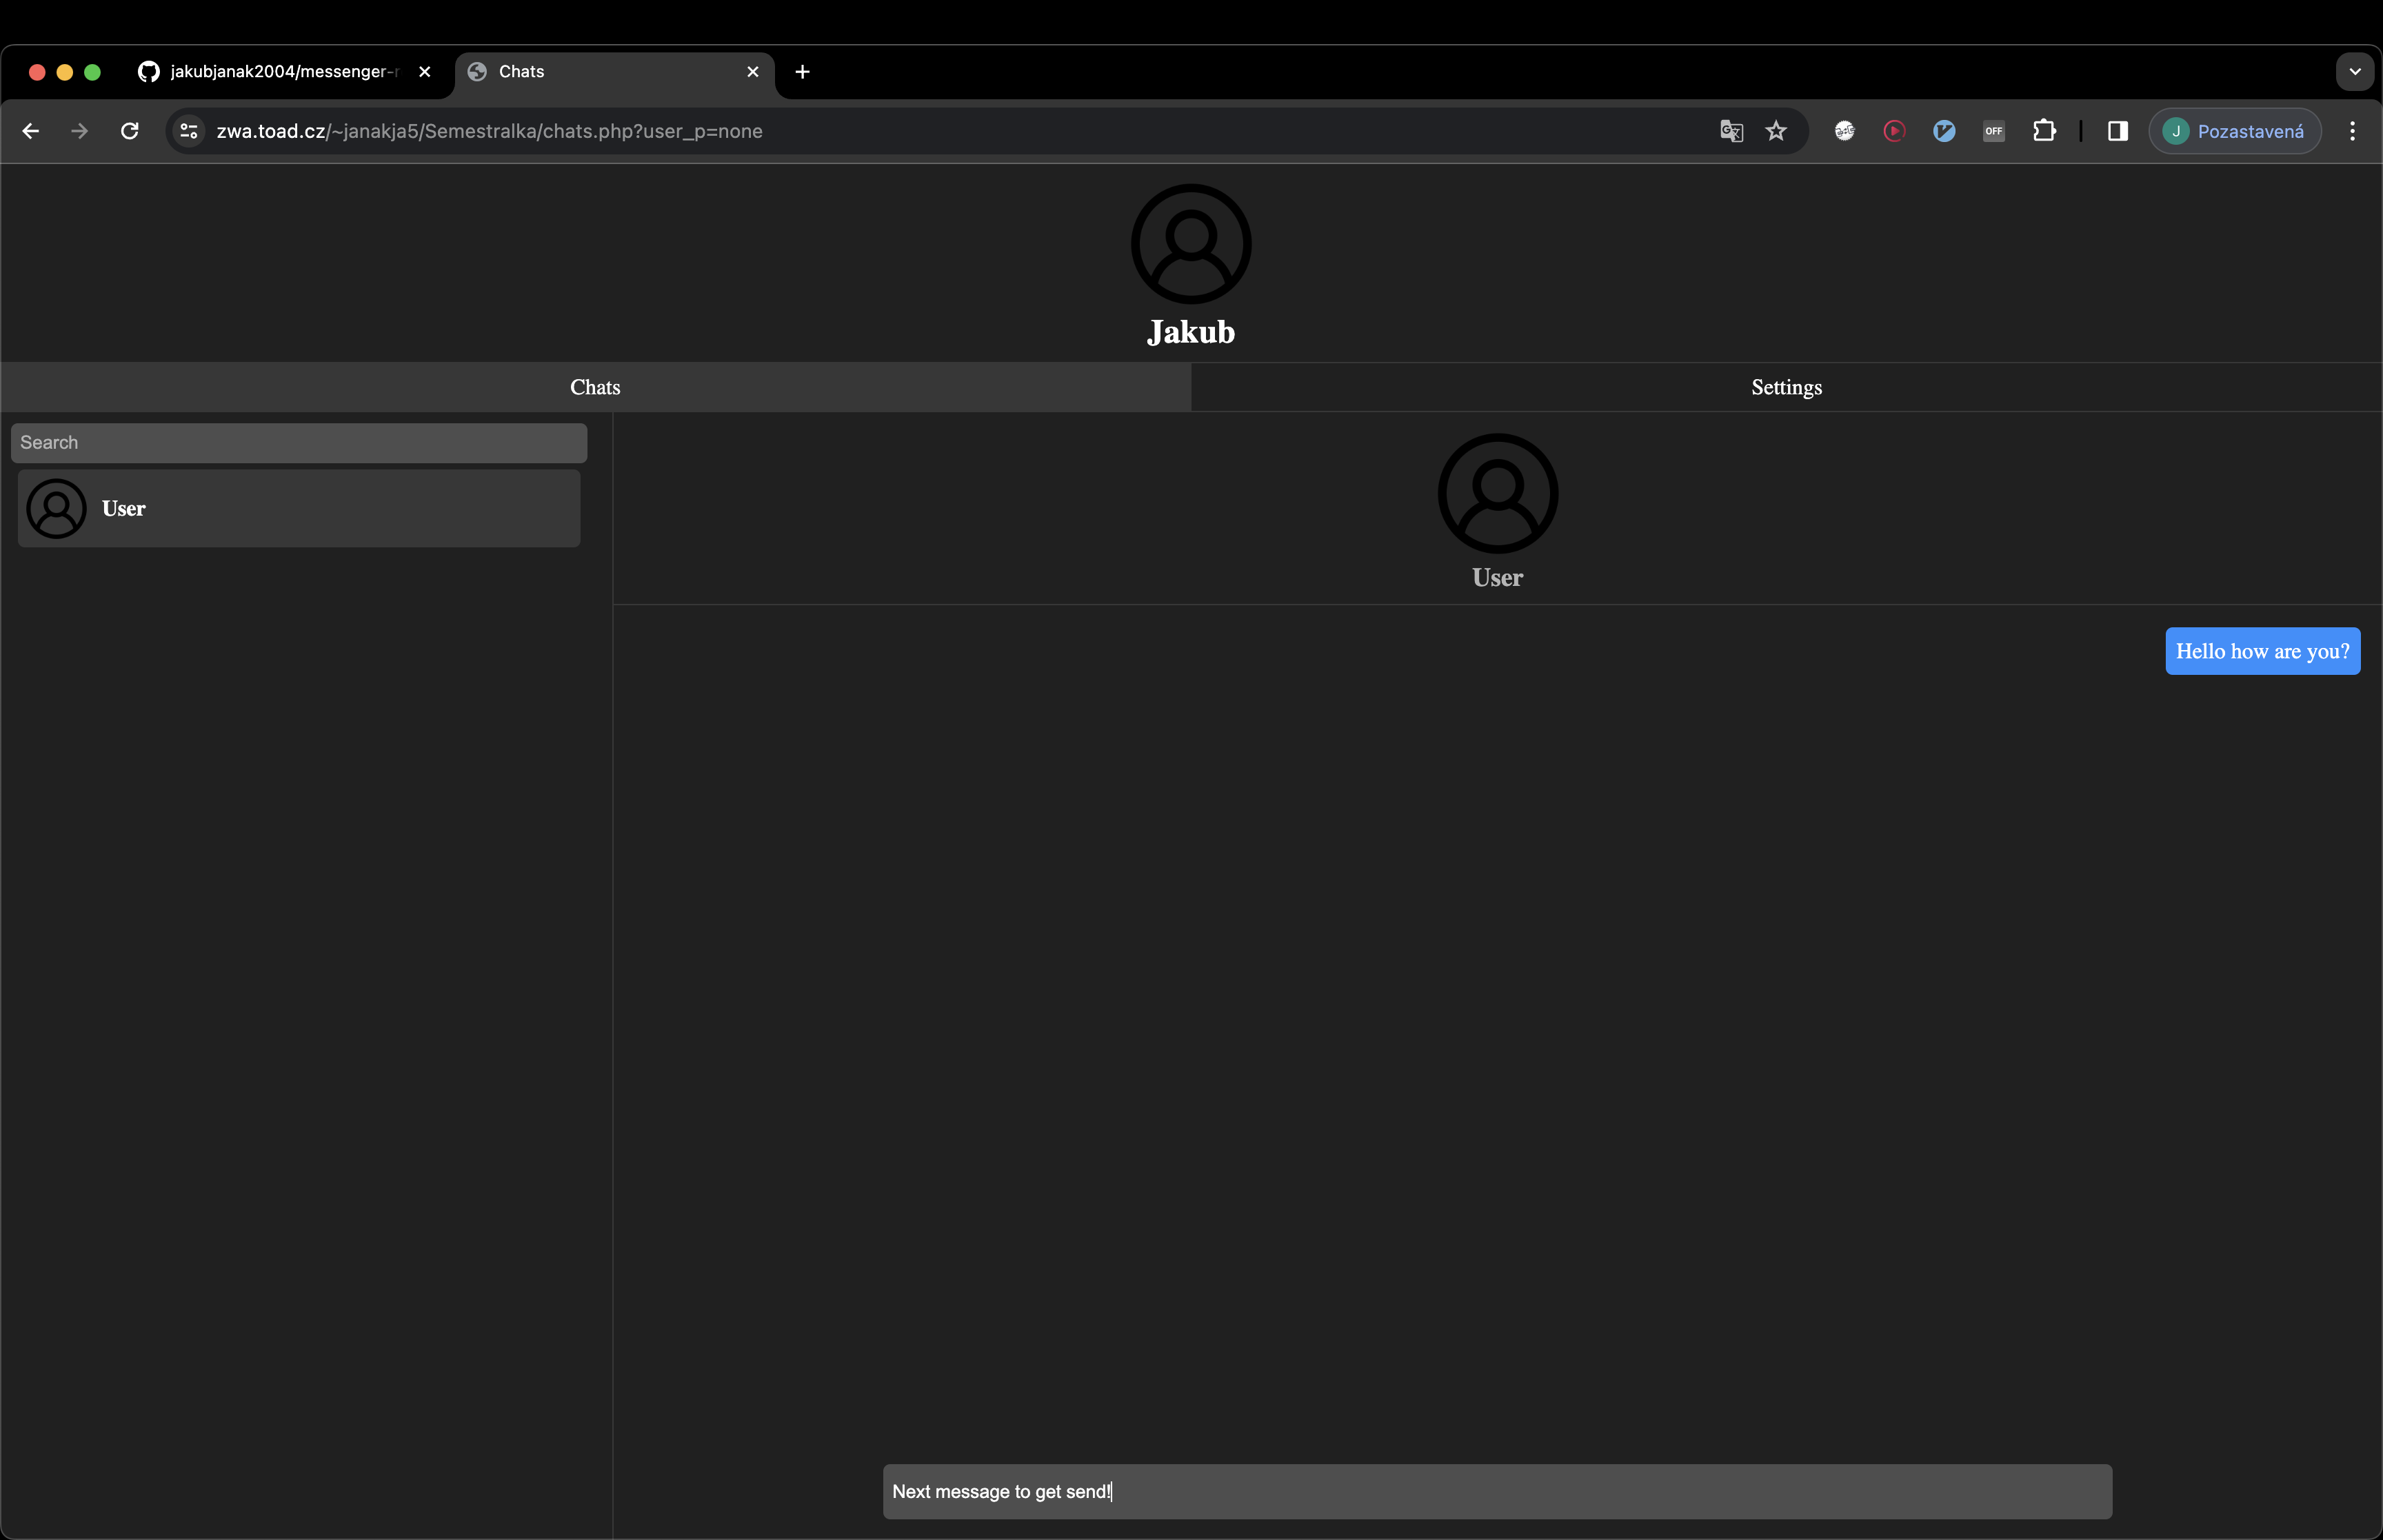 jakubjanak2004/messenger-r
Chats
zwa.toad.cz/~janakja5/Semestralka/chats.php?user_p=none
OFF
J Pozastavená
Jakub
Chats Settings
Search
User
User
Hello how are you?
Next message to get send!